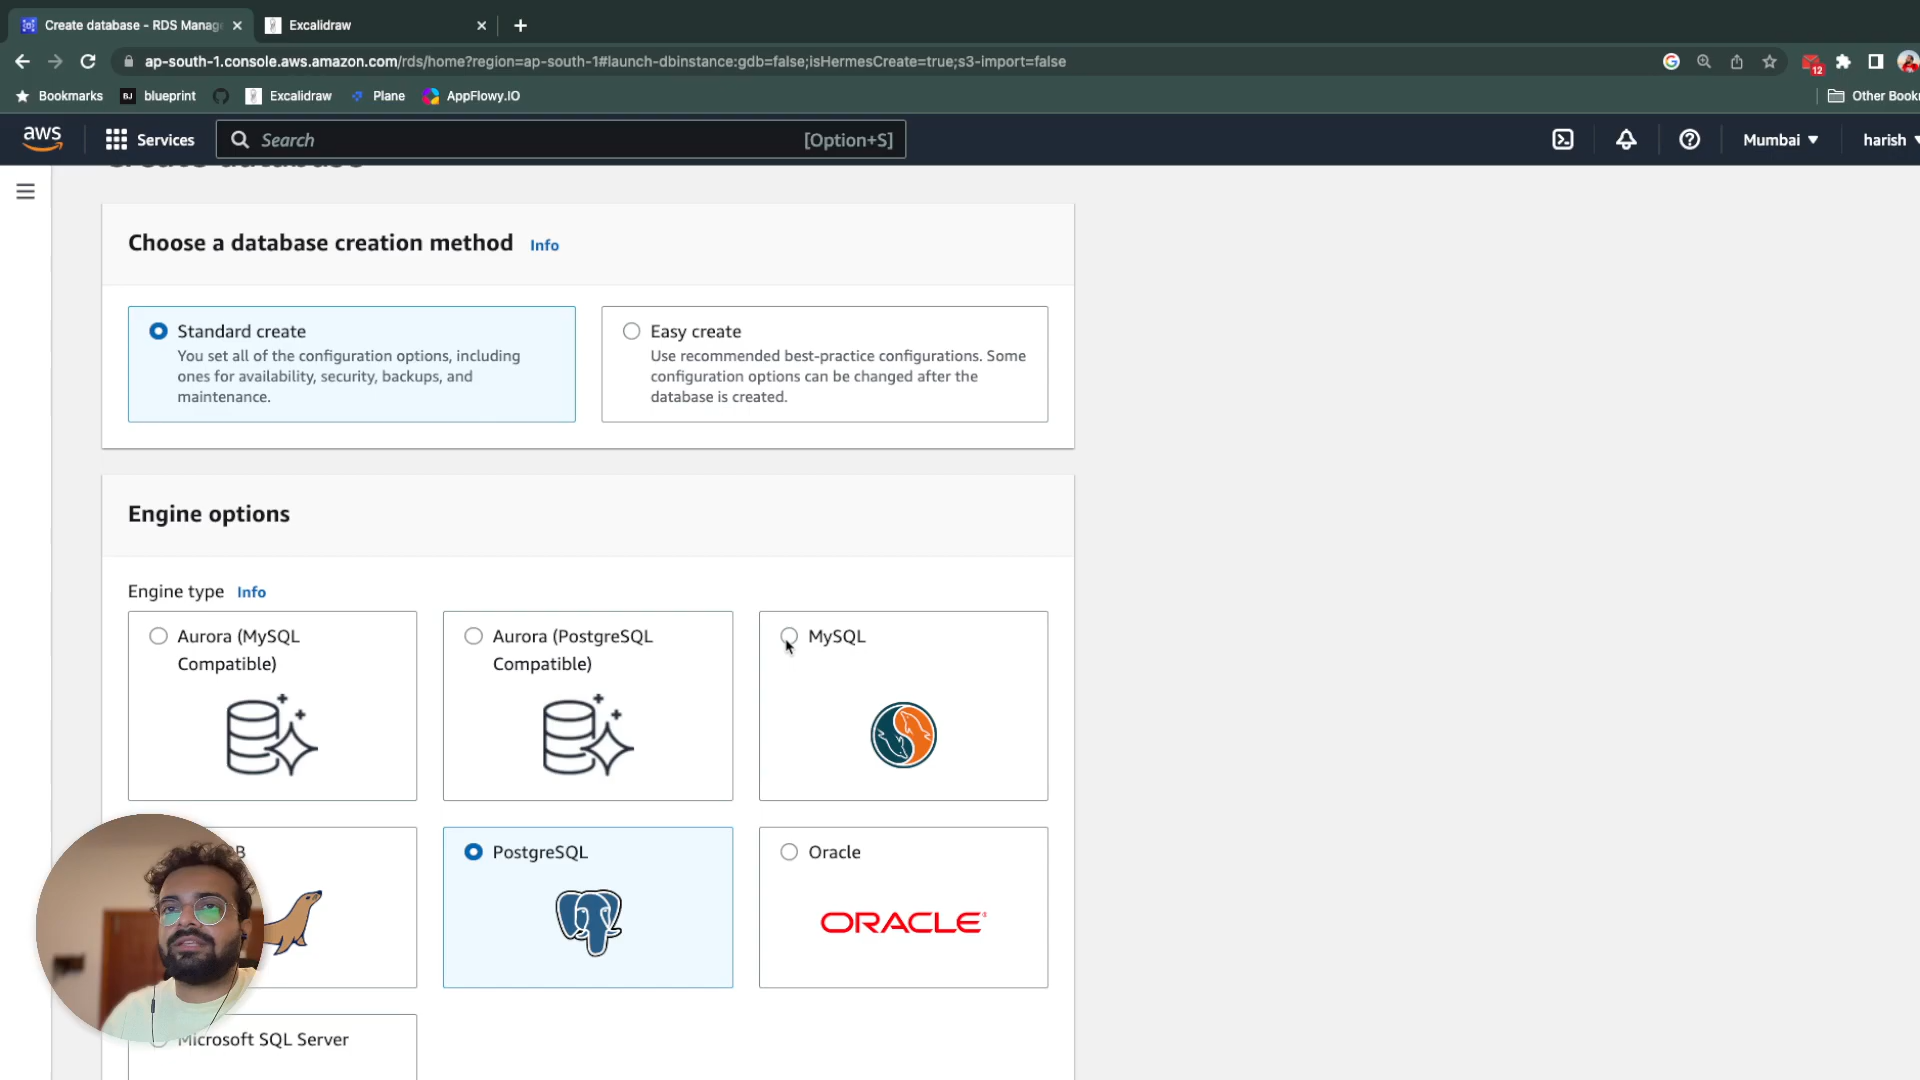 Create database - RDS Manag
Excalidraw
ap-south-1.console.aws.amazon.com/rds/home?region=ap-south-1#launch-dbinstance:gdb=false;isHermesCreate=true;s3-import=false
12
Bookmarks
BJ
blueprint
Excalidraw
Plane
AppFlowy.IO
Other Book
aws
Services
Search
[Option+S]
Mumbai
harish
Choose a database creation method Info
Standard create
You set all of the configuration options, including
ones for availability, security, backups, and
maintenance.
Easy create
Use recommended best-practice configurations. Some
configuration options can be changed after the
database is created.
Engine options
Engine type Info
Aurora (MySQL
Compatible)
Aurora (PostgreSQL
Compatible)
MySQL
B
PostgreSQL
Oracle
ORACLE
Microsoft SQL Server